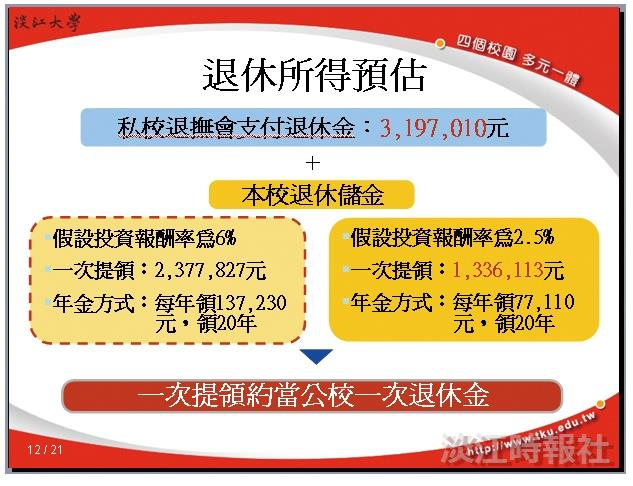 淡江大學
四個校園 多元一體
退休所得預估
私校退撫會支付退休金：3,197,010元
+
本校退休儲金
假設投資報酬率為6%
一次提領：2,377,827元
年金方式：每年領137,230
元，領20年
假設投資報酬率為2.5%
一次提領：1,336,113元
年金方式：每年領77,110
元，領20年
一次提領約當公校一次退休金
12 / 21
http://www.tku.edu.tw
淡江時報社